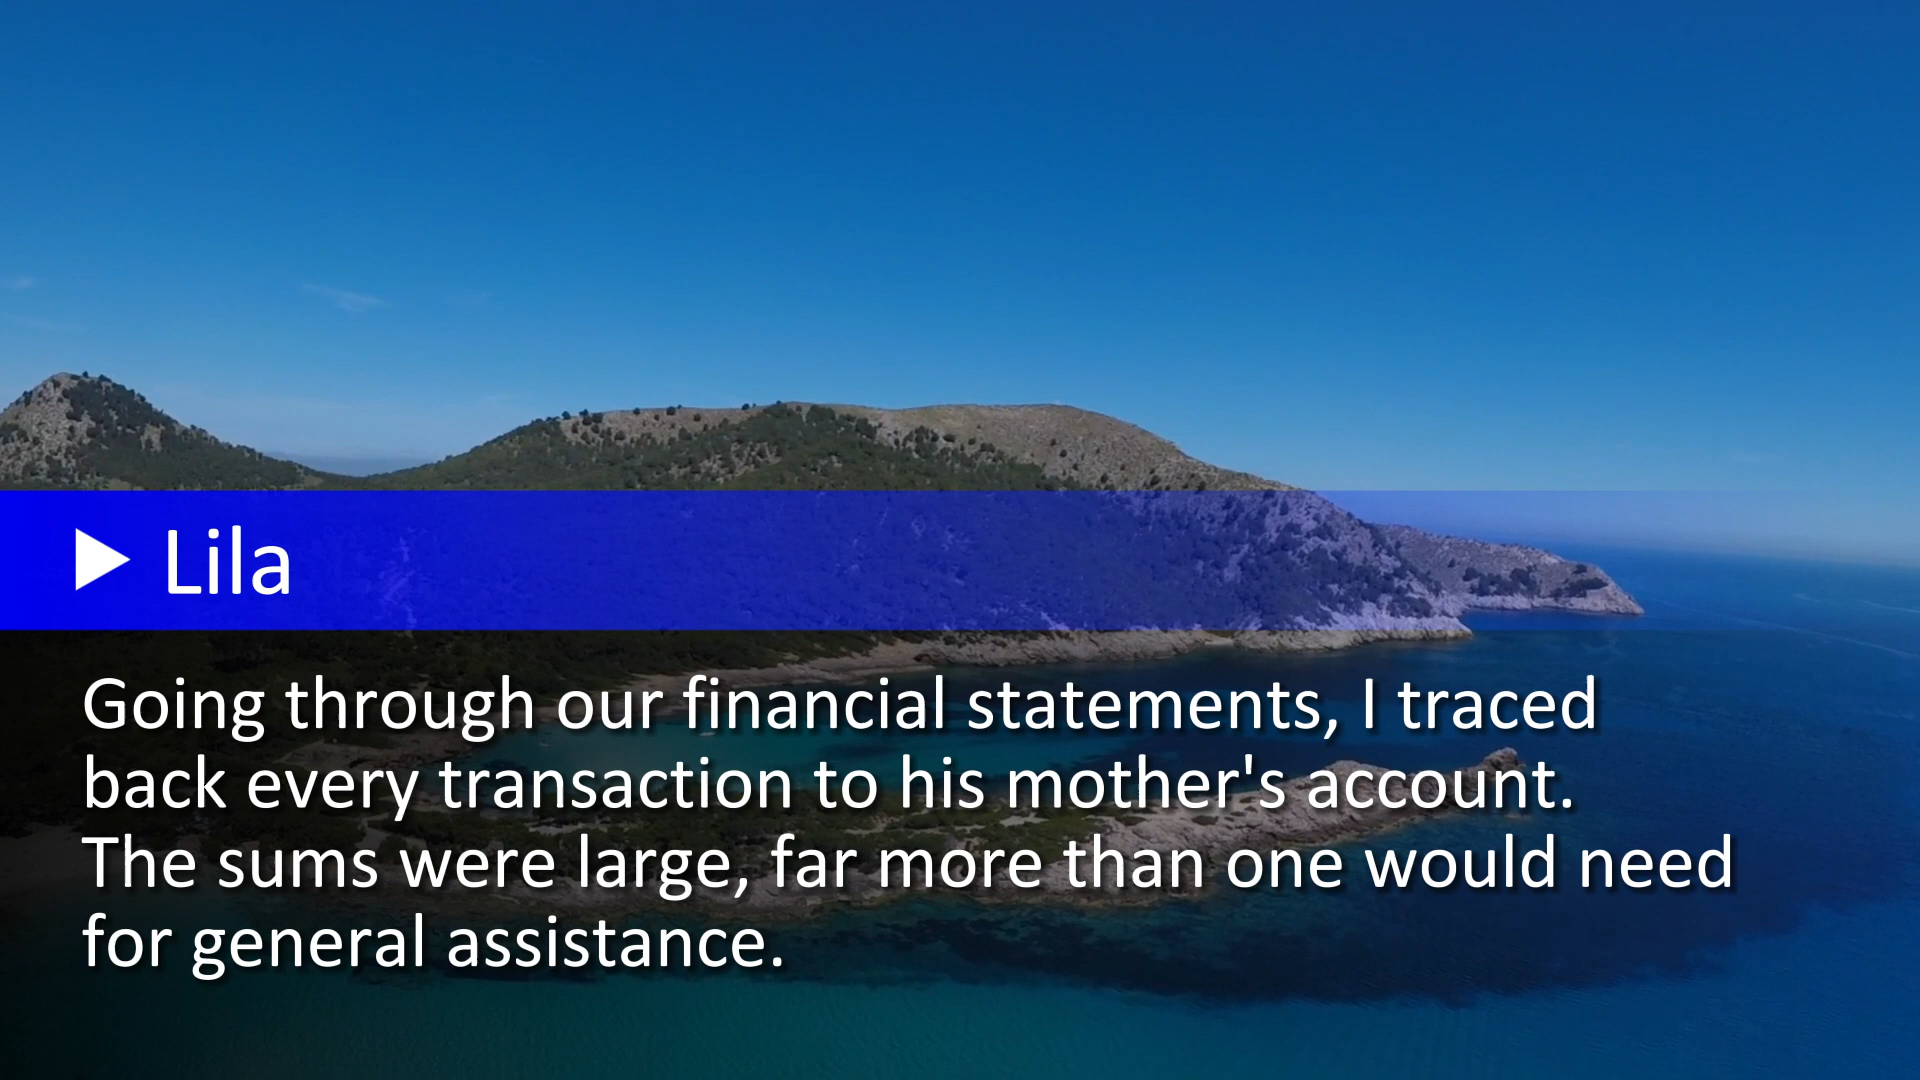 Lila
Going through our financial statements, I traced
back every transaction to his mother's account.
The sums were large, far more than one would need
for general assistance.